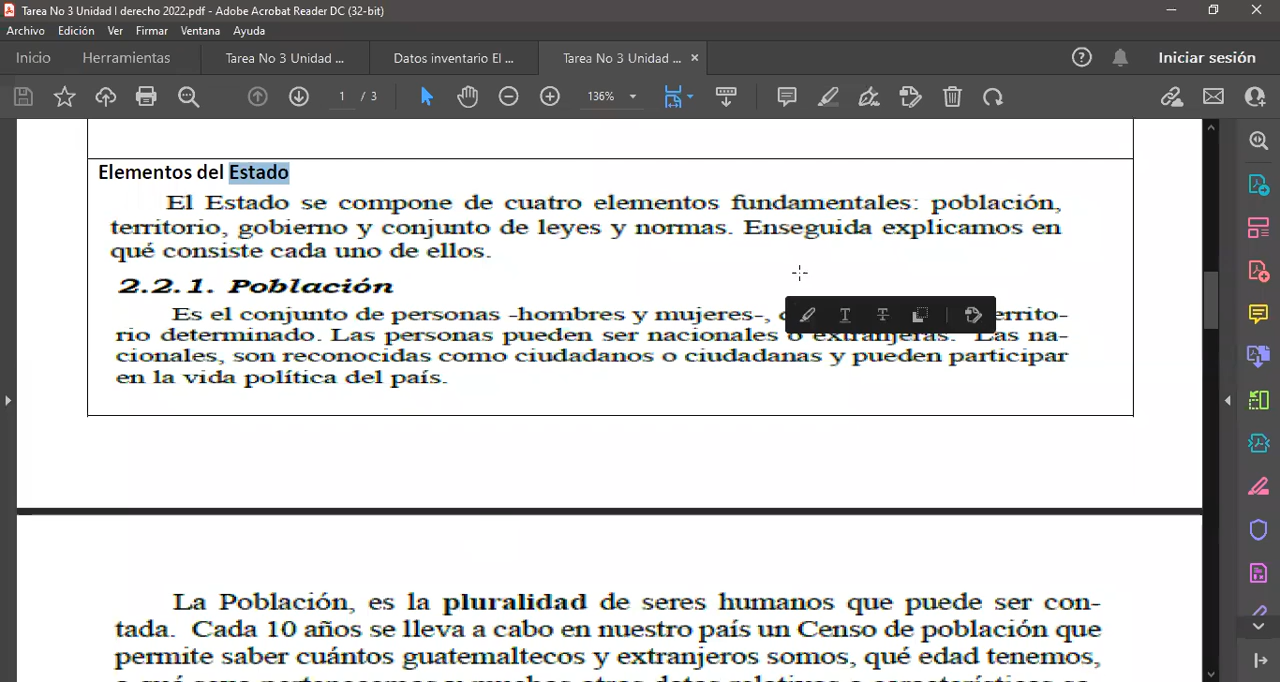 Tarea No 3 Unidad I derecho 2022.pdf - Adobe Acrobat Reader DC (32-bit)
Archivo Edición Ver Firmar Ventana Ayuda
Inicio Herramientas Tarea No 3 Unidad ... Datos inventario El ... Tarea No 3 Unidad ... × Iniciar sesión
1 / 3 136%
Elementos del Estado
El Estado se compone de cuatro elementos fundamentales: población,
territorio, gobierno y conjunto de leyes y normas. Enseguida explicamos en
qué consiste cada uno de ellos.
2.2.1. Población
Es el conjunto de personas -hombres y mujeres-, territo-
rio determinado. Las personas pueden ser nacionales o extranjeras. Las na-
cionales, son reconocidas como ciudadanos o ciudadanas y pueden participar
en la vida política del país.
La Población, es la pluralidad de seres humanos que puede ser con-
tada. Cada 10 años se lleva a cabo en nuestro país un Censo de población que
permite saber cuántos guatemaltecos y extranjeros somos, qué edad tenemos,